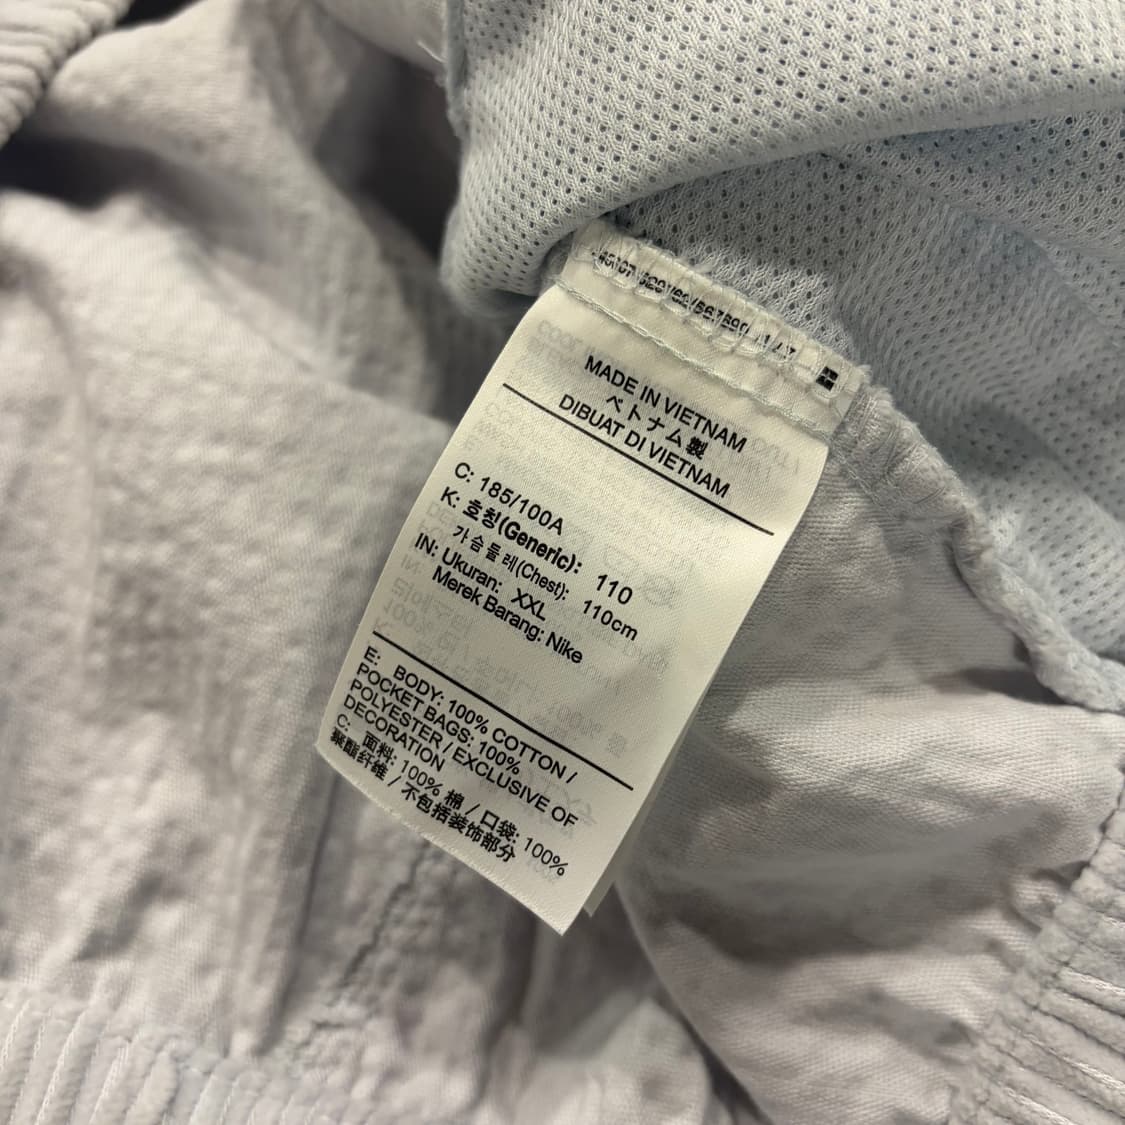 MADE IN VIETNAM
ベトナム製
DIBUAT DI VIETNAM
C: 185/100A
K: 호칭(Generic): 110
가슴둘레(Chest): 110cm
IN: Ukuran: XXL
Merek Barang: Nike
E: BODY: 100% COTTON /
POCKET BAGS: 100%
POLYESTER / EXCLUSIVE OF
DECORATION
C: 面料: 100% 棉 / 口袋: 100%
聚酯纤维 / 不包括装饰部分